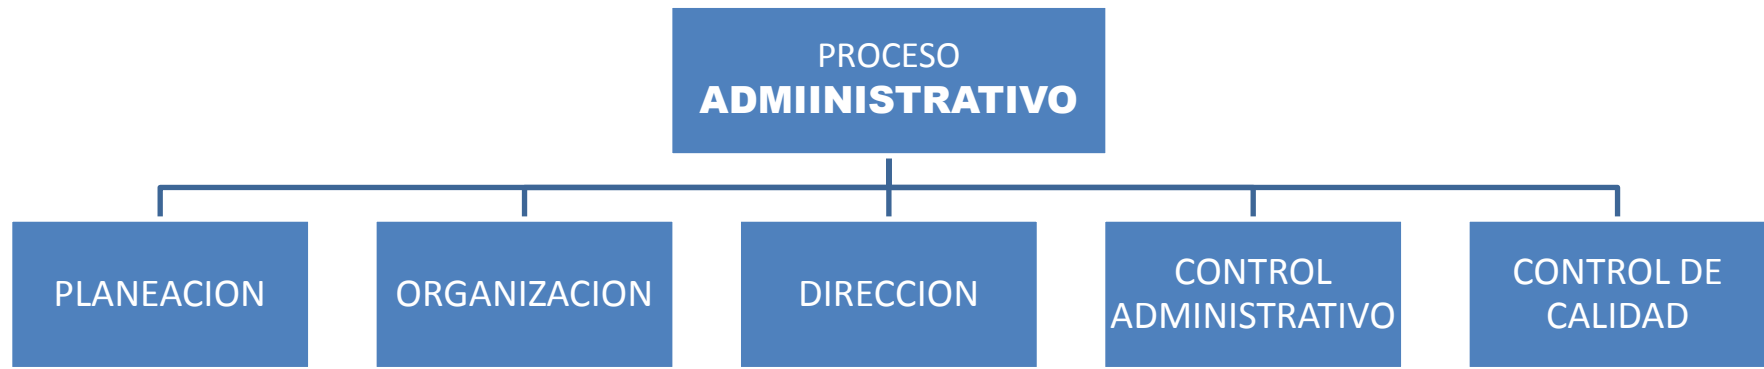 PROCESO
ADMIINISTRATIVO
PLANEACION
ORGANIZACION
DIRECCION
CONTROL
ADMINISTRATIVO
CONTROL DE
CALIDAD